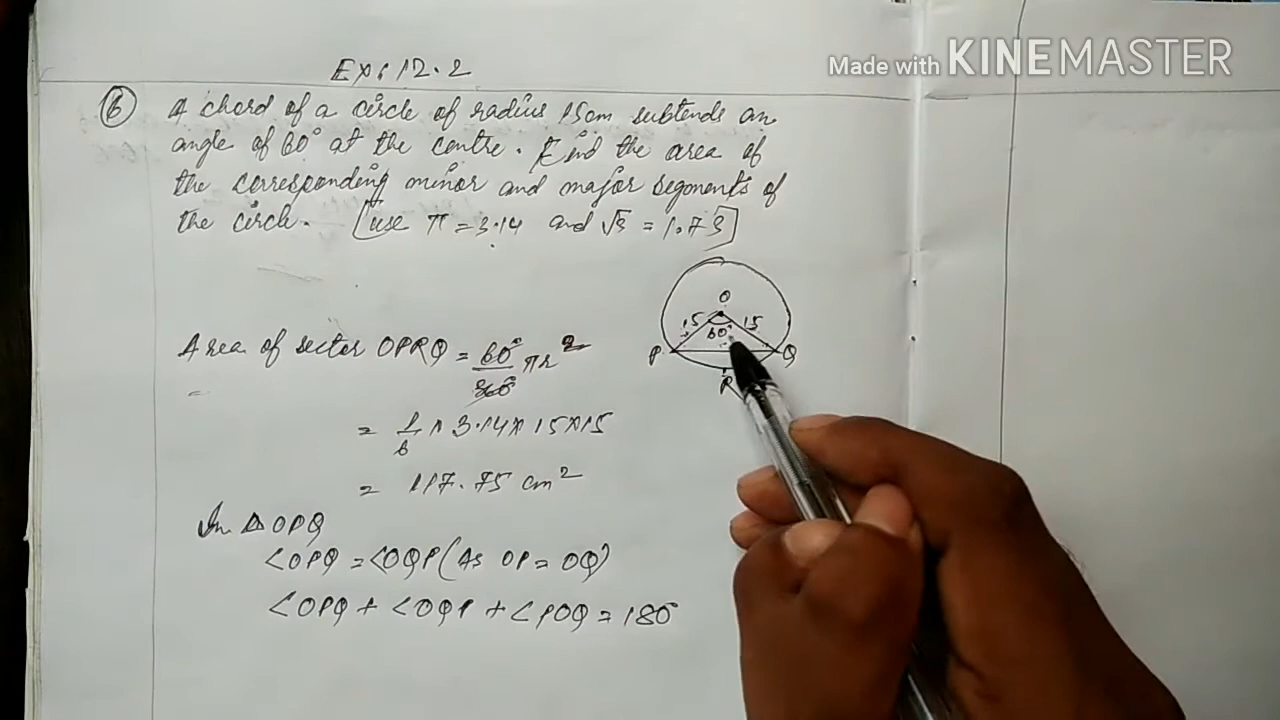 Made with KINEMASTER
Ex: 12.2
6 A chord of a circle of radius 15cm subtends an
angle of 60° at the centre. Find the area of
the corresponding minor and major segments of
the circle. [use π = 3.14 and √3 = 1.73]
O
15 15
60°
P Q
R
Area of sector OPRQ = 60°/360° πr²
= 1/6 × 3.14 × 15 × 15
= 117.75 cm²
In △OPQ
∠OPQ = ∠OQP (As OP = OQ)
∠OPQ + ∠OQP + ∠POQ = 180°